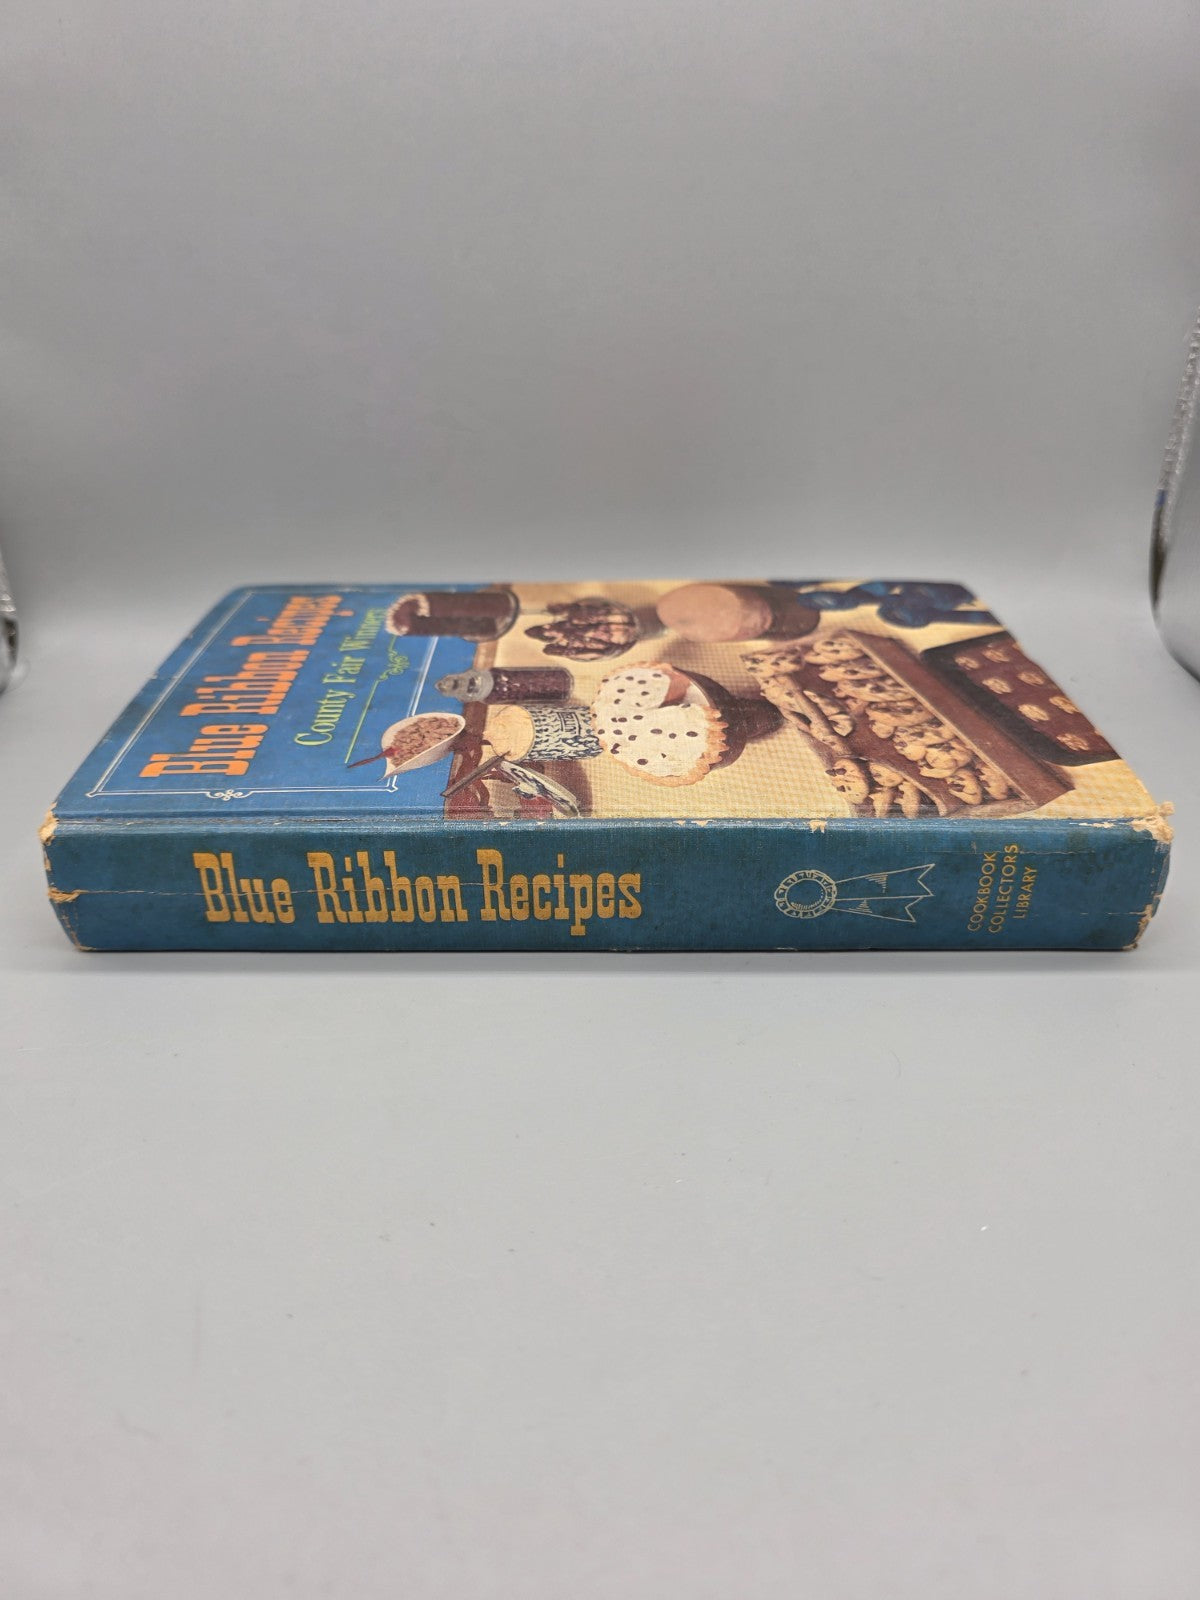 Blue Ribbon Recipes
County Fair Winners
Blue Ribbon Recipes
COOKBOOK
COLLECTORS
LIBRARY